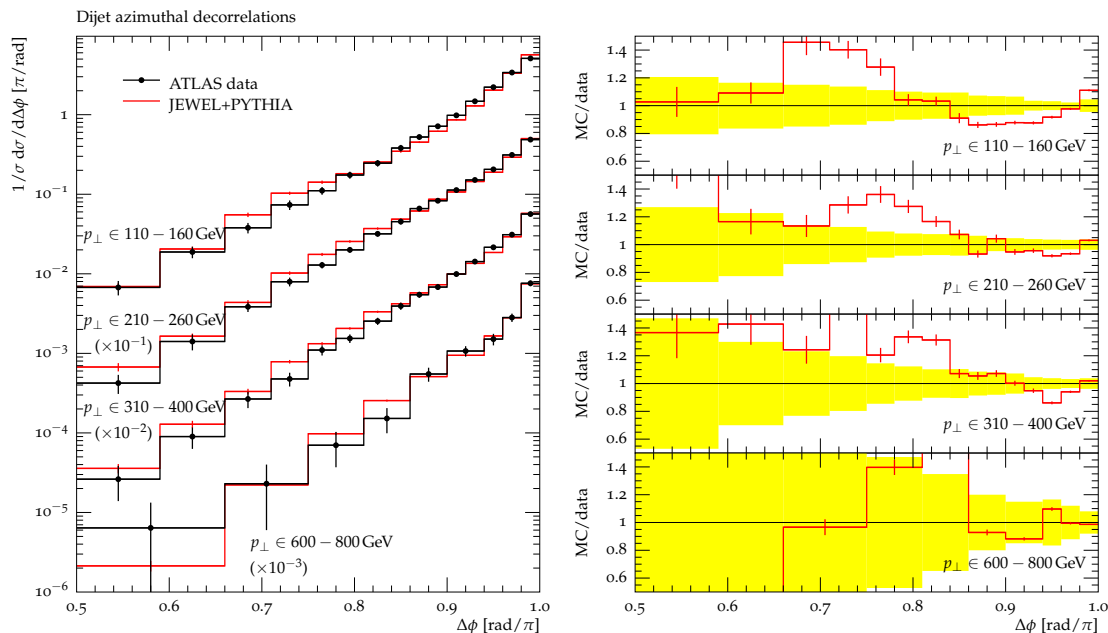 Dijet azimuthal decorrelations
1/σ dσ/dΔϕ [π/rad]
1
10⁻¹
10⁻²
10⁻³
10⁻⁴
10⁻⁵
10⁻⁶
ATLAS data
JEWEL+PYTHIA
p⊥ ∈ 110 − 160 GeV
p⊥ ∈ 210 − 260 GeV
(×10⁻¹)
p⊥ ∈ 310 − 400 GeV
(×10⁻²)
p⊥ ∈ 600 − 800 GeV
(×10⁻³)
0.5 0.6 0.7 0.8 0.9 1.0
Δϕ [rad/π]
MC/data
1.4
1.2
1
0.8
0.6
p⊥ ∈ 110 − 160 GeV
MC/data
1.4
1.2
1
0.8
0.6
p⊥ ∈ 210 − 260 GeV
MC/data
1.4
1.2
1
0.8
0.6
p⊥ ∈ 310 − 400 GeV
MC/data
1.4
1.2
1
0.8
0.6
p⊥ ∈ 600 − 800 GeV
0.5 0.6 0.7 0.8 0.9 1.0
Δϕ [rad/π]